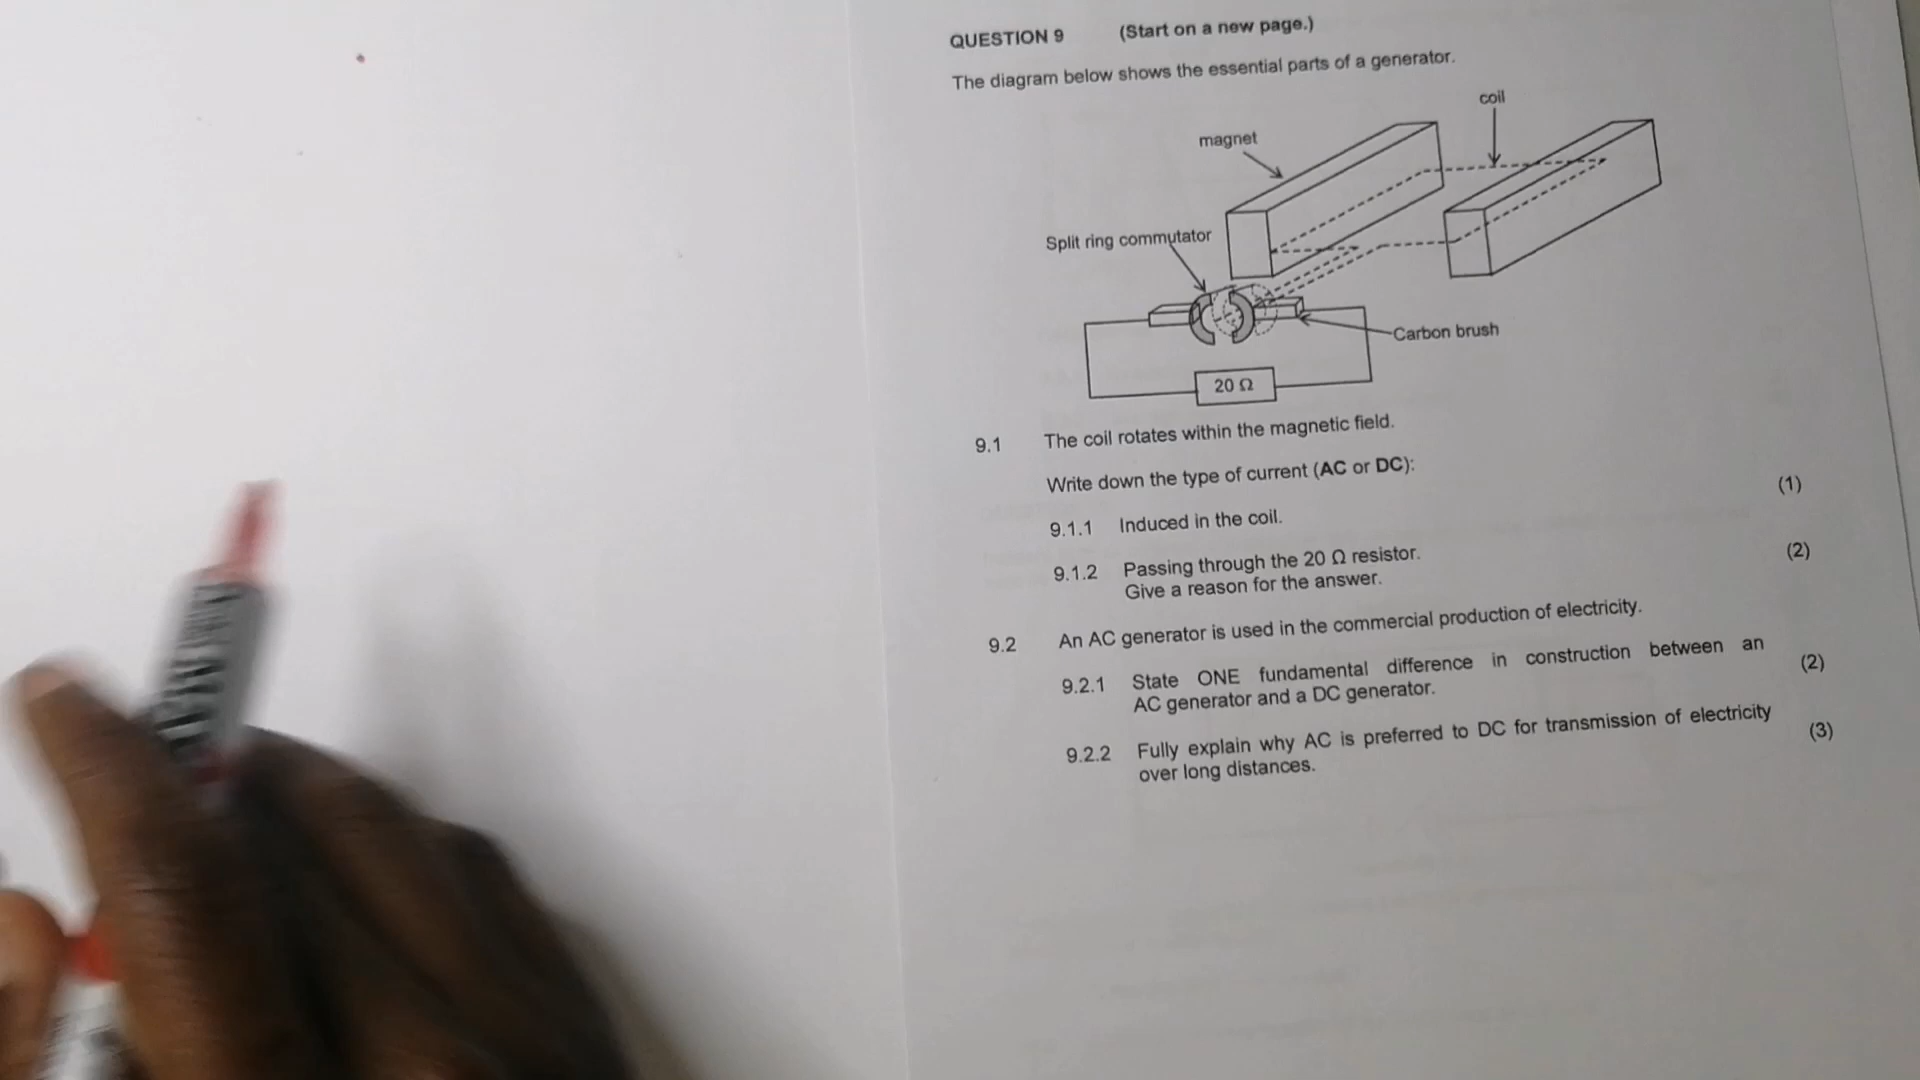 QUESTION 9 (Start on a new page.)
The diagram below shows the essential parts of a generator.
coil
magnet
Split ring commutator
Carbon brush
20 Ω
9.1 The coil rotates within the magnetic field.
Write down the type of current (AC or DC):
9.1.1 Induced in the coil. (1)
9.1.2 Passing through the 20 Ω resistor.
Give a reason for the answer. (2)
9.2 An AC generator is used in the commercial production of electricity.
9.2.1 State ONE fundamental difference in construction between an
AC generator and a DC generator. (2)
9.2.2 Fully explain why AC is preferred to DC for transmission of electricity
over long distances. (3)